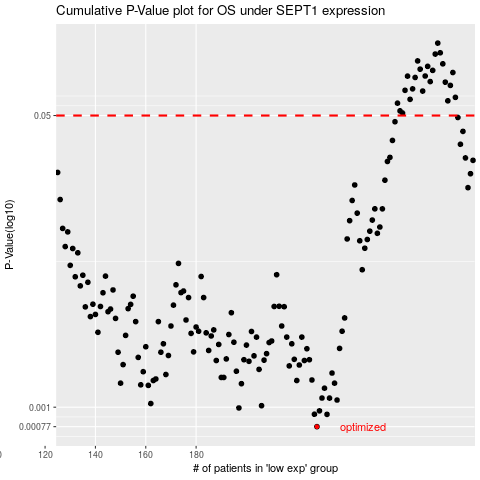 Cumulative P-Value plot for OS under SEPT1 expression
P-Value(log10)
0.05
0.001
0.00077
optimized
0 120 140 160 180
# of patients in 'low exp' group